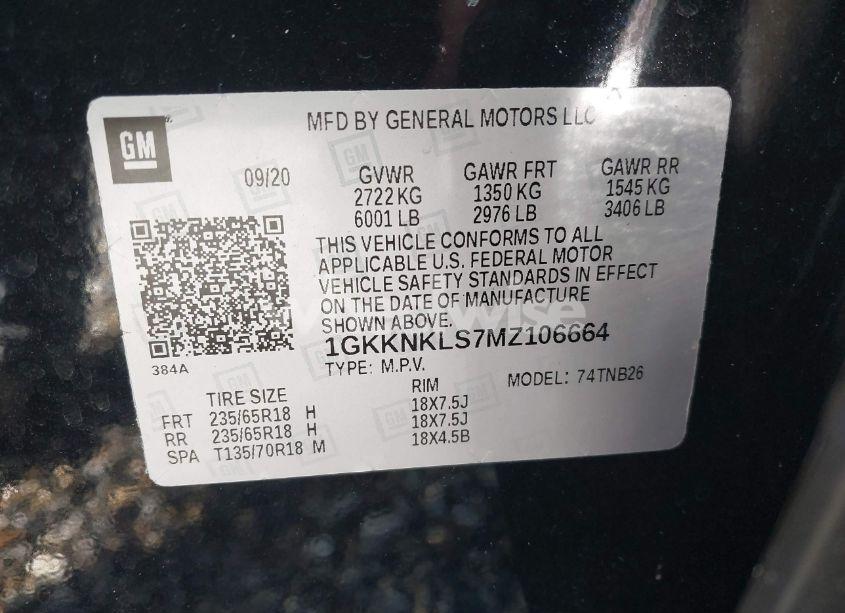 GM
MFD BY GENERAL MOTORS LLC
09/20
GVWR GAWR FRT GAWR RR
2722 KG 1350 KG 1545 KG
6001 LB 2976 LB 3406 LB
THIS VEHICLE CONFORMS TO ALL
APPLICABLE U.S. FEDERAL MOTOR
VEHICLE SAFETY STANDARDS IN EFFECT
ON THE DATE OF MANUFACTURE
SHOWN ABOVE.
1GKKNKLS7MZ106664
384A
TYPE: M.P.V.
MODEL: 74TNB26
TIRE SIZE RIM
FRT 235/65R18 H 18X7.5J
RR 235/65R18 H 18X7.5J
SPA T135/70R18 M 18X4.5B